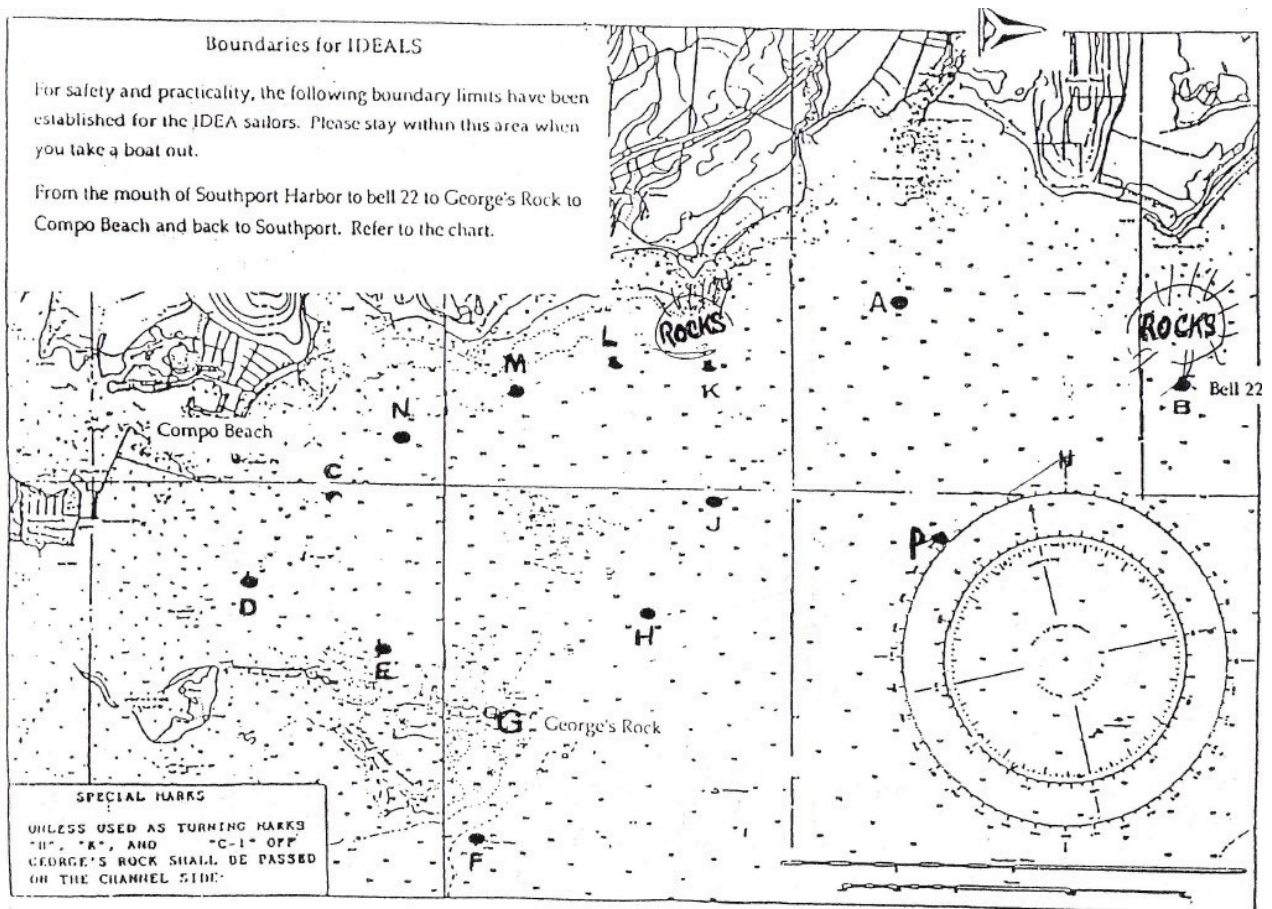 Boundaries for IDEALS
For safety and practicality, the following boundary limits have been
established for the IDEA sailors. Please stay within this area when
you take a boat out.
From the mouth of Southport Harbor to bell 22 to George's Rock to
Compo Beach and back to Southport. Refer to the chart.
A
ROCKS
ROCKS
L
M
K
B
Bell 22
N
Compo Beach
C
N
J
P
D
"H"
E
G
George's Rock
F
SPECIAL MARKS
UNLESS USED AS TURNING MARKS
"K", AND "C-1" OFF
GEORGE'S ROCK SHALL BE PASSED
ON THE CHANNEL SIDE.